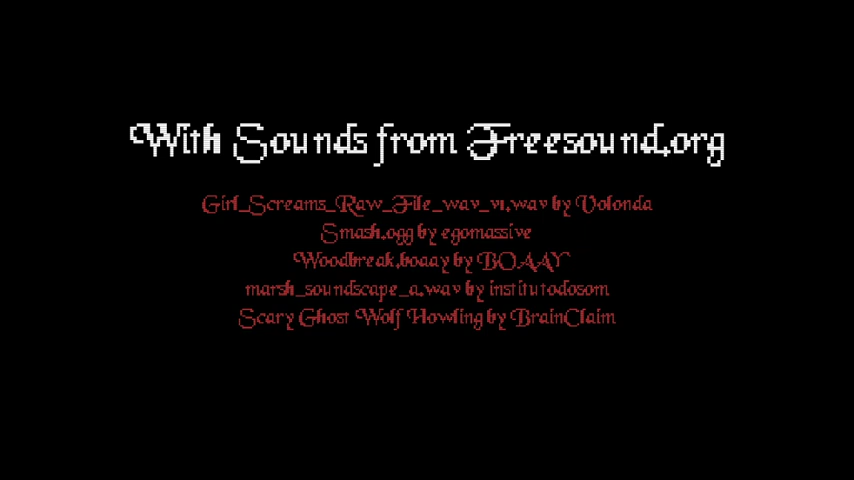 With Sounds from Freesound.org
Girl_Screams_Raw_File_wav_v1.wav by Volonda
Smash.ogg by egomassive
Woodbreak.boaay by BOAAY
marsh_soundscape_a.wav by institutodosom
Scary Ghost Wolf Howling by BrainClaim